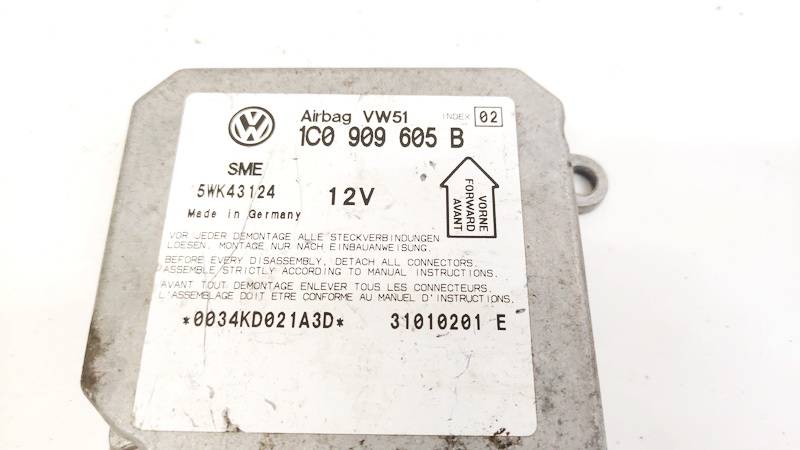 Airbag VW51 INDEX 02
1C0 909 605 B
SME
5WK43124 12V
Made in Germany
VORNE
FORWARD
AVANT
VOR JEDER DEMONTAGE ALLE STECKVERBINDUNGEN
LOESEN. MONTAGE NUR NACH EINBAUANWEISUNG.
BEFORE EVERY DISASSEMBLY, DETACH ALL CONNECTORS.
ASSEMBLE STRICTLY ACCORDING TO MANUAL INSTRUCTIONS.
AVANT TOUT DEMONTAGE ENLEVER TOUS LES CONNECTEURS.
L'ASSEMBLAGE DOIT ETRE CONFORME AU MANUEL D'INSTRUCTIONS.
*0034KD021A3D* 31010201 E